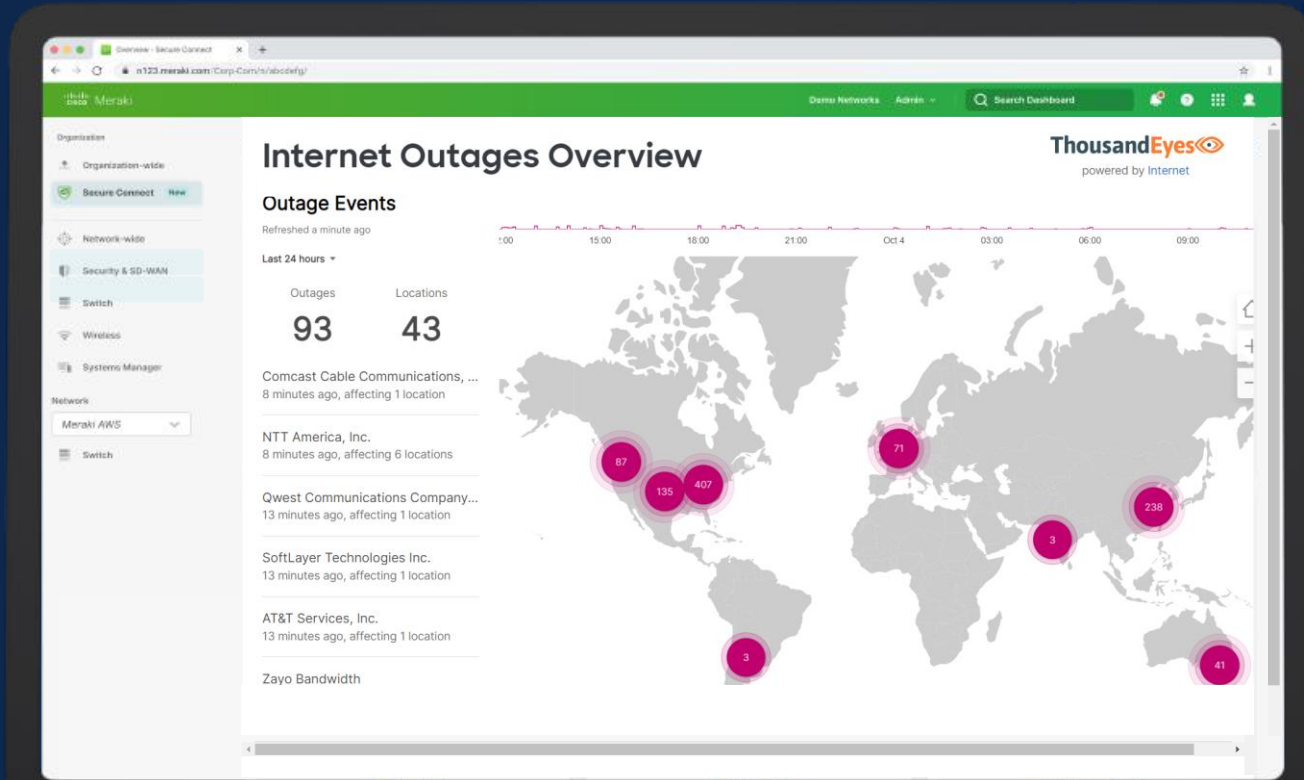 Overview - Secure Connect
n123.meraki.com/Corp-Com/n/abcdefg/
CISCO Meraki
Demo Networks Admin
Search Dashboard
Organization
Organization-wide
Secure Connect New
Network-wide
Security & SD-WAN
Switch
Wireless
Systems Manager
Network
Meraki AWS
Switch
Internet Outages Overview
ThousandEyes
powered by Internet
Outage Events
Refreshed a minute ago
Last 24 hours
Outages Locations
93 43
Comcast Cable Communications, ...
8 minutes ago, affecting 1 location
NTT America, Inc.
8 minutes ago, affecting 6 locations
Qwest Communications Company...
13 minutes ago, affecting 1 location
SoftLayer Technologies Inc.
13 minutes ago, affecting 1 location
AT&T Services, Inc.
13 minutes ago, affecting 1 location
Zayo Bandwidth
:00 15:00 18:00 21:00 Oct 4 03:00 06:00 09:00
87
135
407
71
238
3
3
41